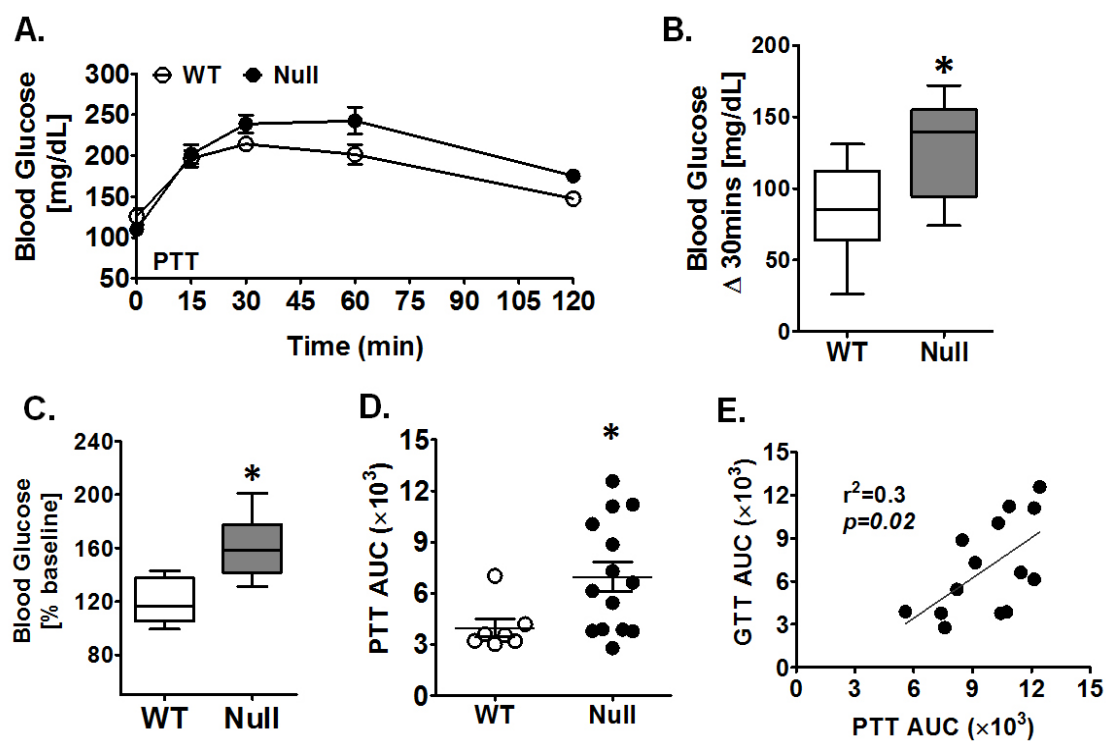 A.
WT Null
Blood Glucose
[mg/dL]
300
250
200
150
100
50
PTT
0 15 30 45 60 75 90 105 120
Time (min)
B.
Blood Glucose
Δ 30mins [mg/dL]
200
150
100
50
0
*
WT Null
C.
Blood Glucose
[% baseline]
240
200
160
120
80
*
WT Null
D.
PTT AUC (×10³)
15
12
9
6
3
0
*
WT Null
E.
GTT AUC (×10³)
15
12
9
6
3
0
r²=0.3
p=0.02
0 3 6 9 12 15
PTT AUC (×10³)